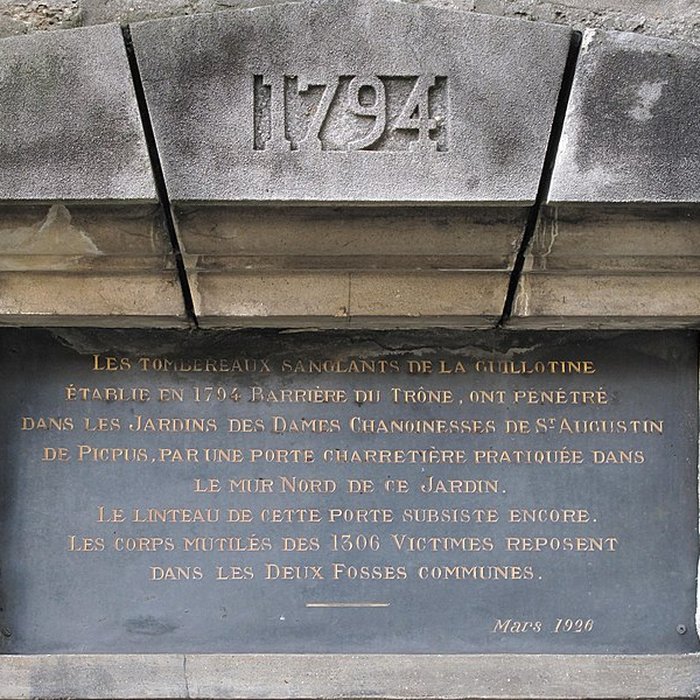 1794
LES TOMBEREAUX SANGLANTS DE LA GUILLOTINE
ÉTABLIE EN 1794 BARRIÈRE DU TRÔNE, ONT PÉNÉTRÉS
DANS LES JARDINS DES DAMES CHANOINESSES DE ST AUGUSTIN
DE PICPUS, PAR UNE PORTE CHARRETIÈRE PRATIQUÉE DANS
LE MUR NORD DE CE JARDIN.
LE LINTEAU DE CETTE PORTE SUBSISTE ENCORE.
LES CORPS MUTILÉS DES 1306 VICTIMES REPOSENT
DANS LES DEUX FOSSES COMMUNES.
Mars 1926